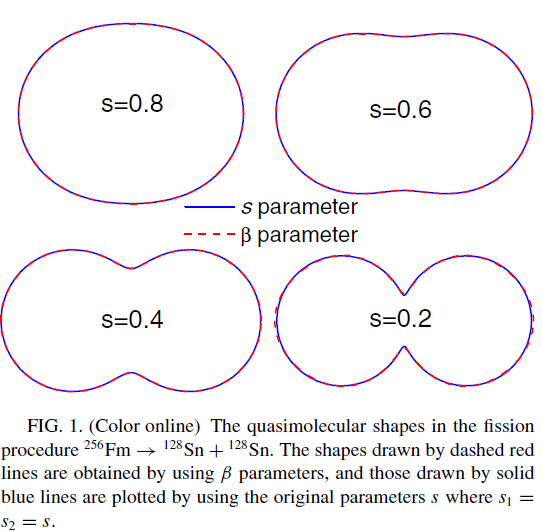 s=0.8
s=0.6
s parameter
β parameter
s=0.4
s=0.2
FIG. 1. (Color online) The quasimolecular shapes in the fission
procedure ²⁵⁶Fm → ¹²⁸Sn + ¹²⁸Sn. The shapes drawn by dashed red
lines are obtained by using β parameters, and those drawn by solid
blue lines are plotted by using the original parameters s where s₁ =
s₂ = s.